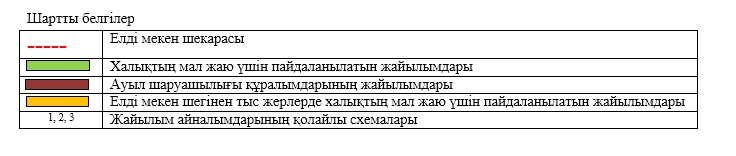 Шартты белгілер
Елді мекен шекарасы
Халықтың мал жаю үшін пайдаланылатын жайылымдары
Ауыл шаруашылығы құралымдарының жайылымдары
Елді мекен шегінен тыс жерлерде халықтың мал жаю үшін пайдаланылатын жайылымдары
1, 2, 3 Жайылым айналымдарының қолайлы схемалары